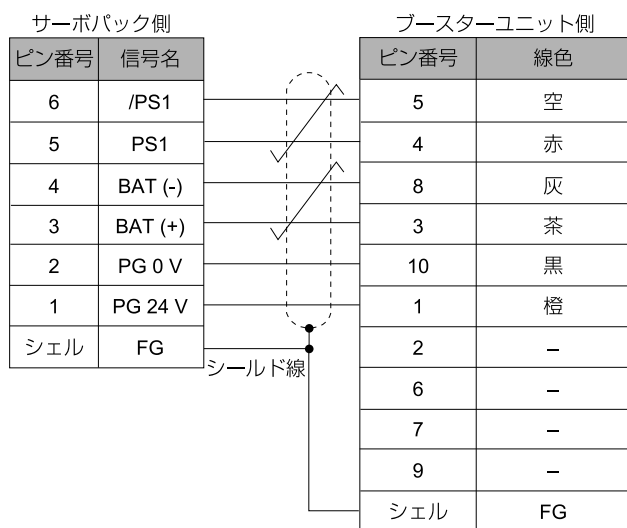 サーボパック側
ブースターユニット側
ピン番号 信号名
ピン番号 線色
6 /PS1 5 空
5 PS1 4 赤
4 BAT (-) 8 灰
3 BAT (+) 3 茶
2 PG 0 V 10 黒
1 PG 24 V 1 橙
シェル FG 2 –
シールド線
6 –
7 –
9 –
シェル FG